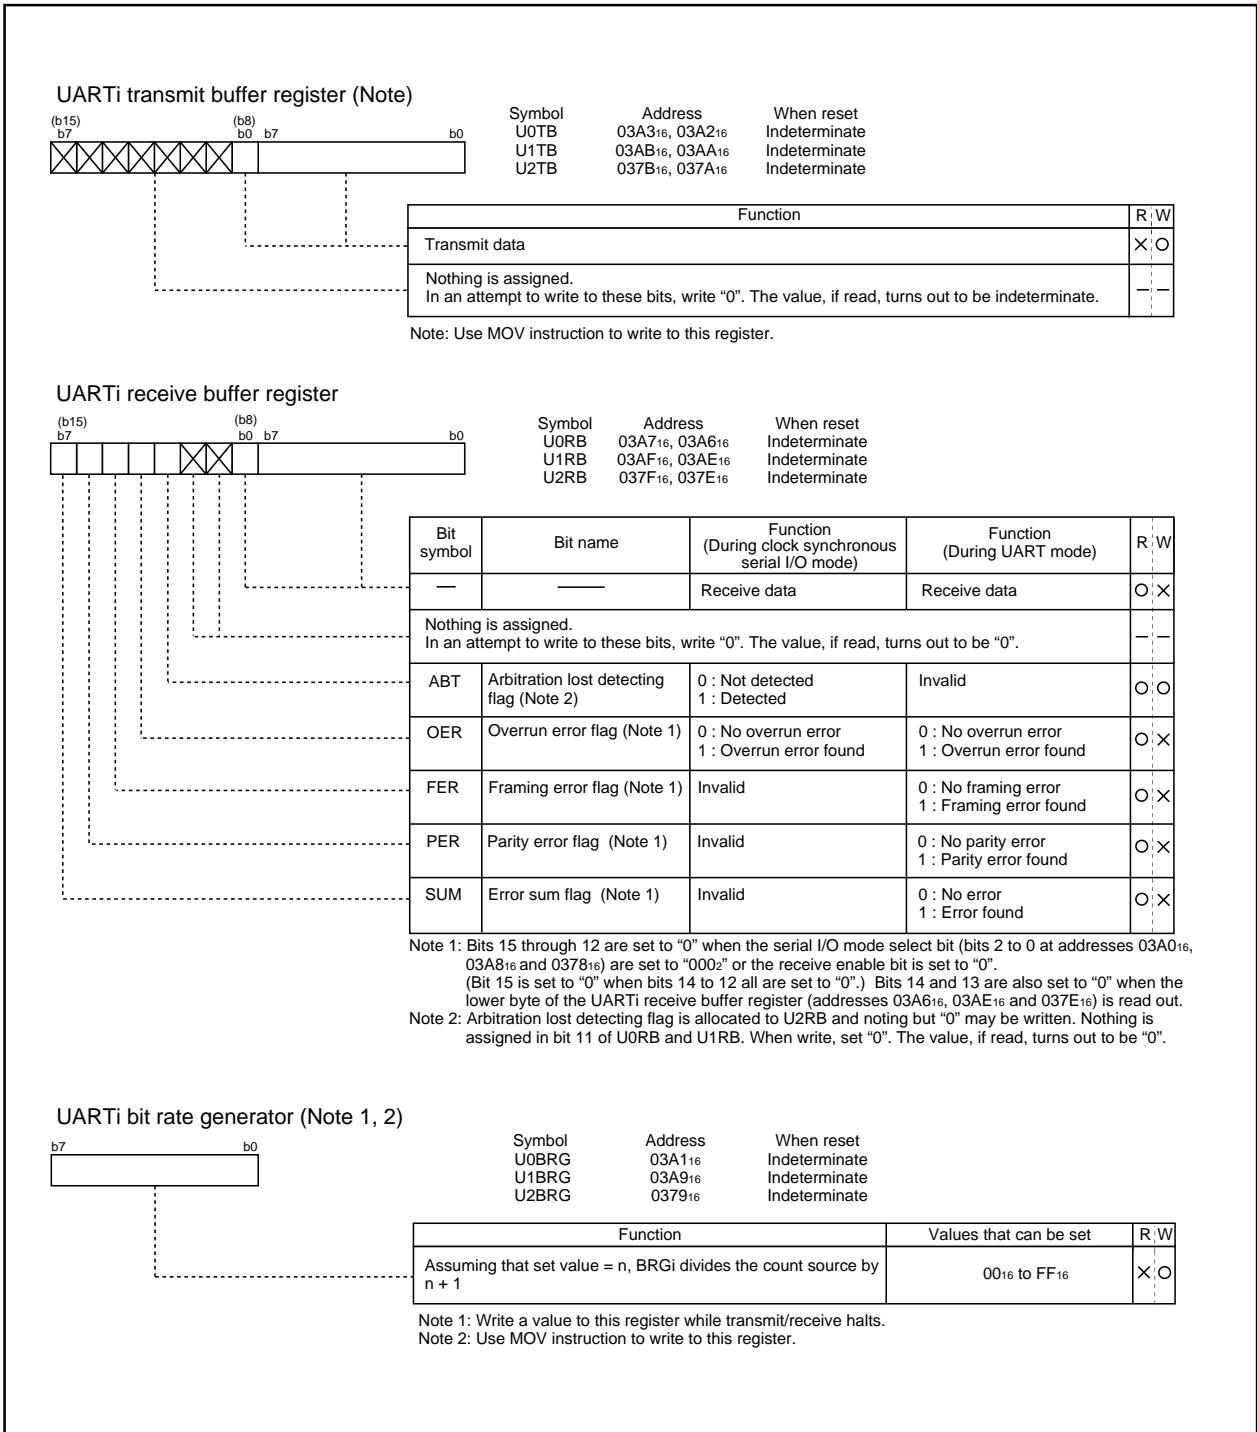 UARTi transmit buffer register (Note)
(b15) (b8)
b7 b0 b7 b0
Symbol Address When reset
U0TB 03A316, 03A216 Indeterminate
U1TB 03AB16, 03AA16 Indeterminate
U2TB 037B16, 037A16 Indeterminate
Function R W
Transmit data
Nothing is assigned.
In an attempt to write to these bits, write “0”. The value, if read, turns out to be indeterminate.
Note: Use MOV instruction to write to this register.
UARTi receive buffer register
(b15) (b8)
b7 b0 b7 b0
Symbol Address When reset
U0RB 03A716, 03A616 Indeterminate
U1RB 03AF16, 03AE16 Indeterminate
U2RB 037F16, 037E16 Indeterminate
Bit symbol Bit name Function (During clock synchronous serial I/O mode) Function (During UART mode) R W
Receive data Receive data
Nothing is assigned.
In an attempt to write to these bits, write “0”. The value, if read, turns out to be “0”.
ABT Arbitration lost detecting 0 : Not detected Invalid
flag (Note 2) 1 : Detected
OER Overrun error flag (Note 1) 0 : No overrun error 0 : No overrun error
1 : Overrun error found 1 : Overrun error found
FER Framing error flag (Note 1) Invalid 0 : No framing error
1 : Framing error found
PER Parity error flag (Note 1) Invalid 0 : No parity error
1 : Parity error found
SUM Error sum flag (Note 1) Invalid 0 : No error
1 : Error found
Note 1: Bits 15 through 12 are set to “0” when the serial I/O mode select bit (bits 2 to 0 at addresses 03A016,
03A816 and 037816) are set to “0002” or the receive enable bit is set to “0”.
(Bit 15 is set to “0” when bits 14 to 12 all are set to “0”.) Bits 14 and 13 are also set to “0” when the
lower byte of the UARTi receive buffer register (addresses 03A616, 03AE16 and 037E16) is read out.
Note 2: Arbitration lost detecting flag is allocated to U2RB and noting but “0” may be written. Nothing is
assigned in bit 11 of U0RB and U1RB. When write, set “0”. The value, if read, turns out to be “0”.
UARTi bit rate generator (Note 1, 2)
b7 b0
Symbol Address When reset
U0BRG 03A116 Indeterminate
U1BRG 03A916 Indeterminate
U2BRG 037916 Indeterminate
Function Values that can be set R W
Assuming that set value = n, BRGi divides the count source by 0016 to FF16
n + 1
Note 1: Write a value to this register while transmit/receive halts.
Note 2: Use MOV instruction to write to this register.